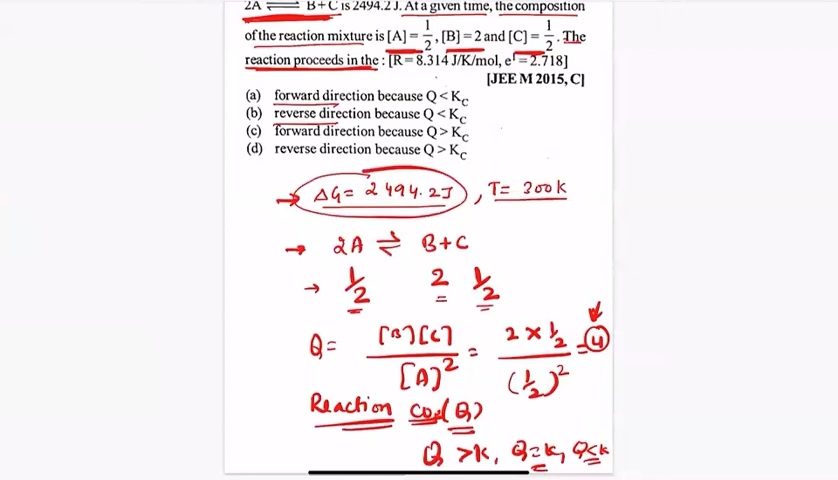 2A ⇌ B+C is 2494.2 J. At a given time, the composition
of the reaction mixture is [A] = 1/2, [B] = 2 and [C] = 1/2. The
reaction proceeds in the : [R = 8.314 J/K/mol, e = 2.718]
[JEE M 2015, C]
(a) forward direction because Q < K_C
(b) reverse direction because Q < K_C
(c) forward direction because Q > K_C
(d) reverse direction because Q > K_C
→ ΔG = 2494.2J , T = 300K
→ 2A ⇌ B+C
→ 1/2 2 1/2
Q = [B][C] / [A]^2 = 2 × 1/2 / (1/2)^2 = 4
Reaction (Q)
Q > K, Q = K, Q < K